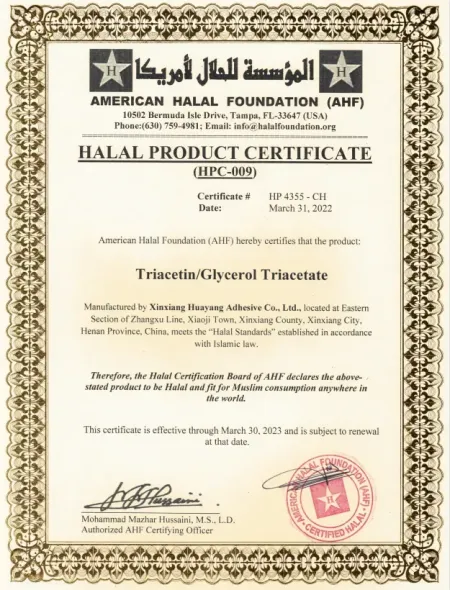 H المؤسسة للحلال لأمريكا H
AMERICAN HALAL FOUNDATION (AHF)
10502 Bermuda Isle Drive, Tampa, FL-33647 (USA)
Phone:(630) 759-4981; Email: info@halalfoundation.org
HALAL PRODUCT CERTIFICATE
(HPC-009)
Certificate # HP 4355 - CH
Date: March 31, 2022
American Halal Foundation (AHF) hereby certifies that the product:
Triacetin/Glycerol Triacetate
Manufactured by Xinxiang Huayang Adhesive Co., Ltd., located at Eastern
Section of Zhangxu Line, Xiaoji Town, Xinxiang County, Xinxiang City,
Henan Province, China, meets the “Halal Standards” established in accordance
with Islamic law.
Therefore, the Halal Certification Board of AHF declares the above-
stated product to be Halal and fit for Muslim consumption anywhere in
the world.
This certificate is effective through March 30, 2023 and is subject to renewal
at that date.
Mohammad Mazhar Hussaini, M.S., L.D.
Authorized AHF Certifying Officer
AMERICAN HALAL FOUNDATION (AHF)
H
CERTIFIED HALAL